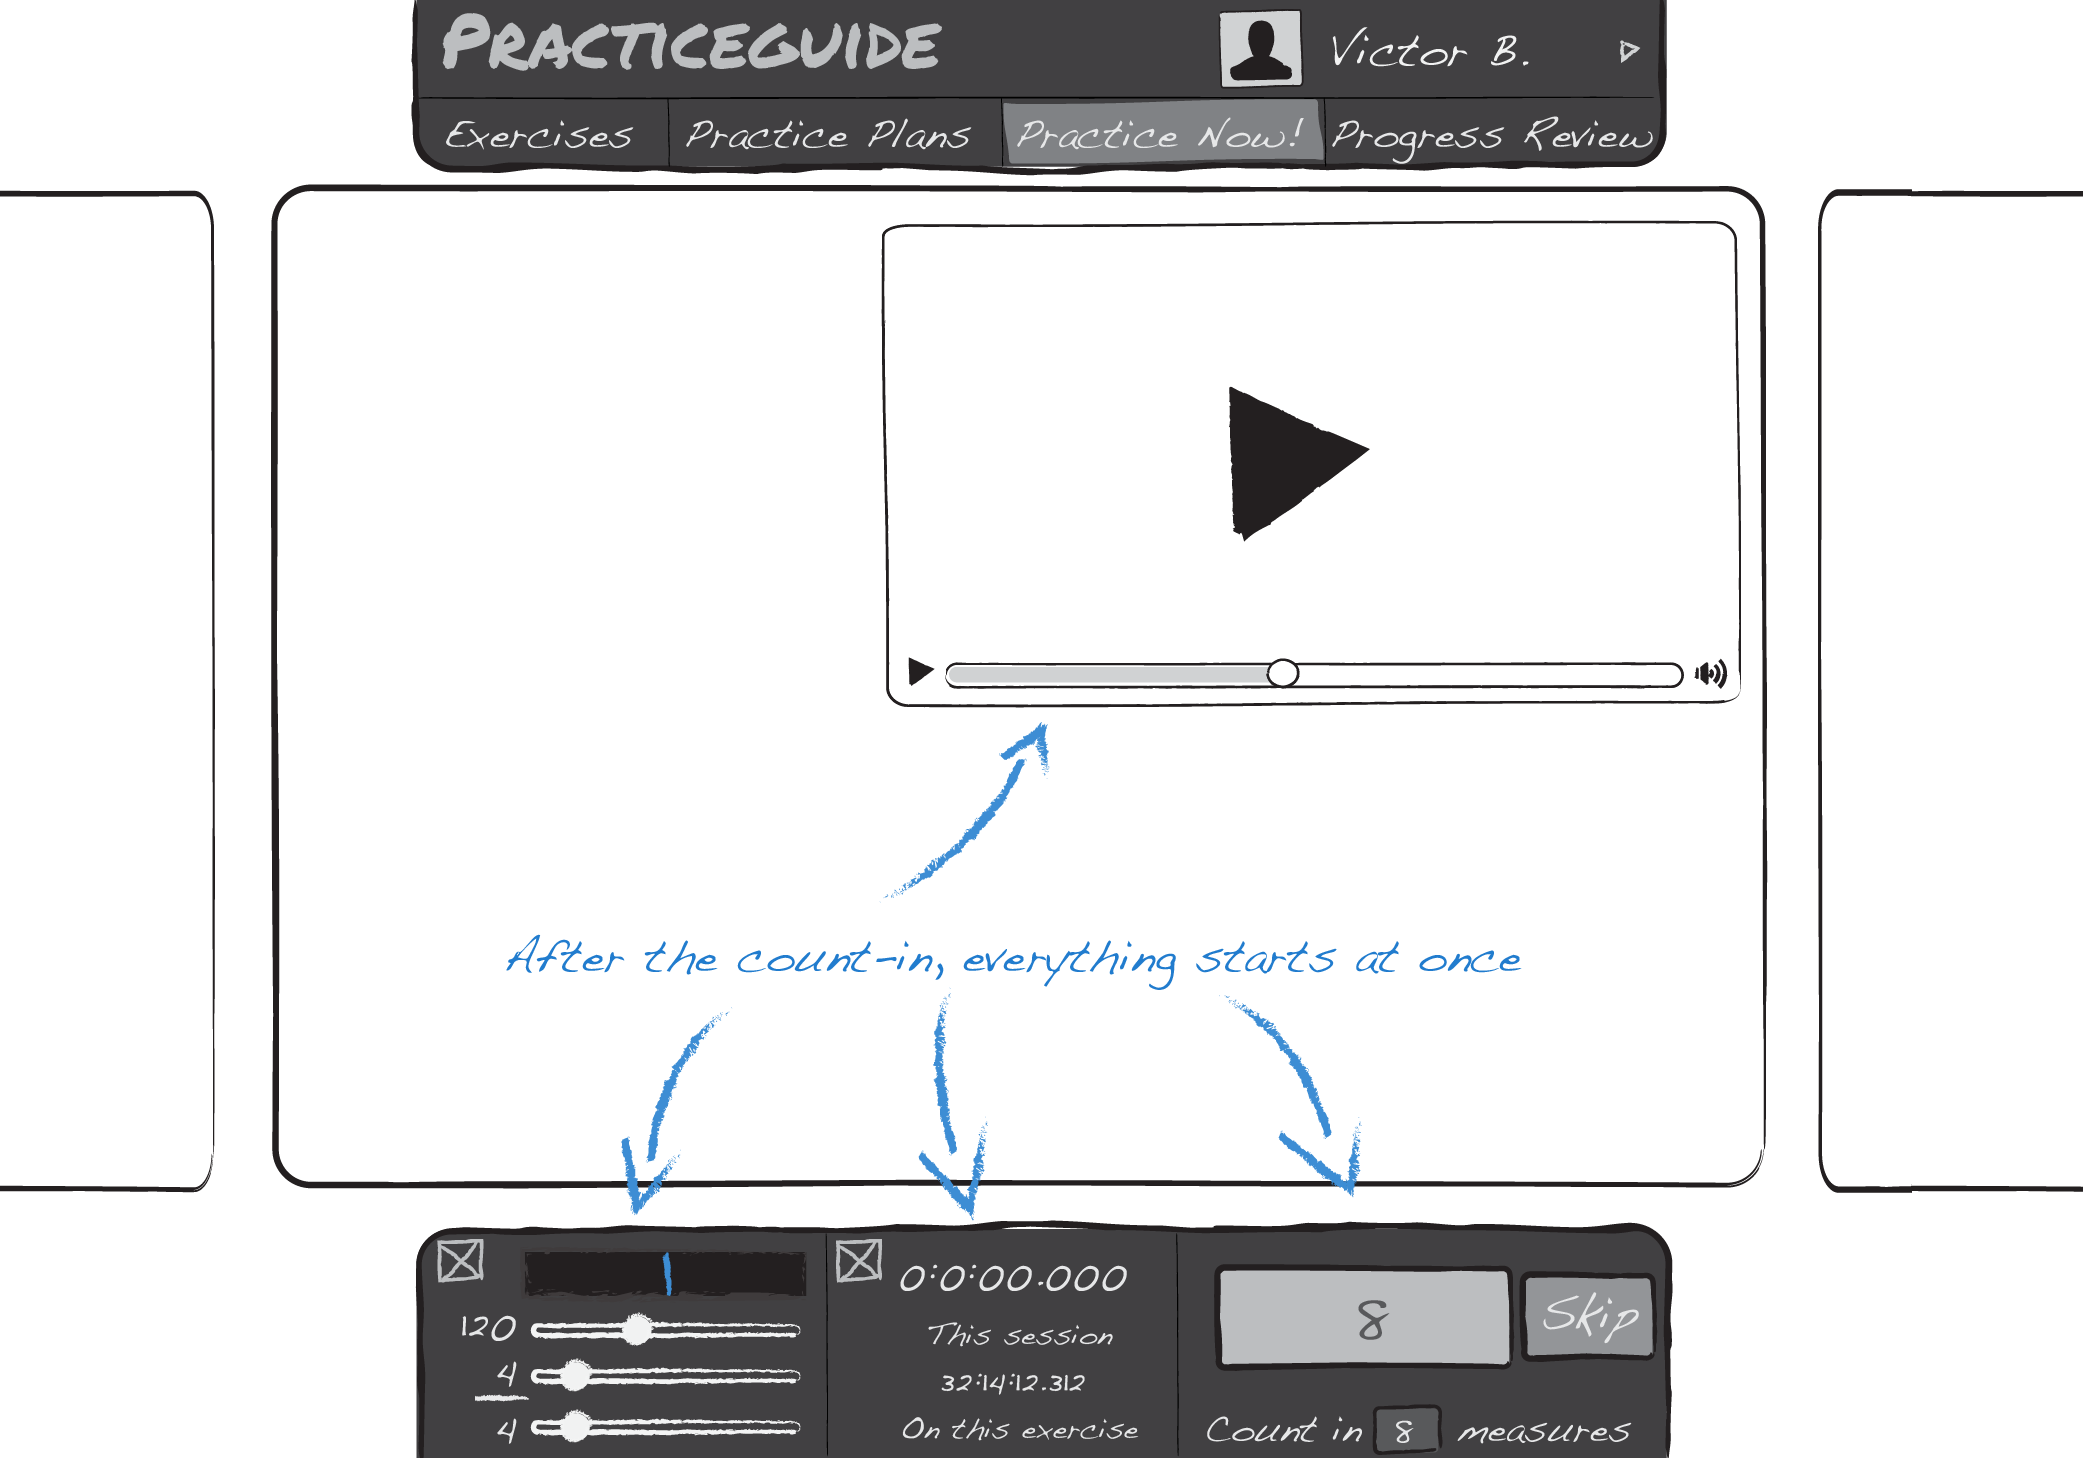 PRACTICEGUIDE
Victor B.
Exercises
Practice Plans
Practice Now!
Progress Review
After the count-in, everything starts at once
120
4
4
0:0:00.000
This session
32:14:12.312
On this exercise
8
Skip
Count in 8 measures